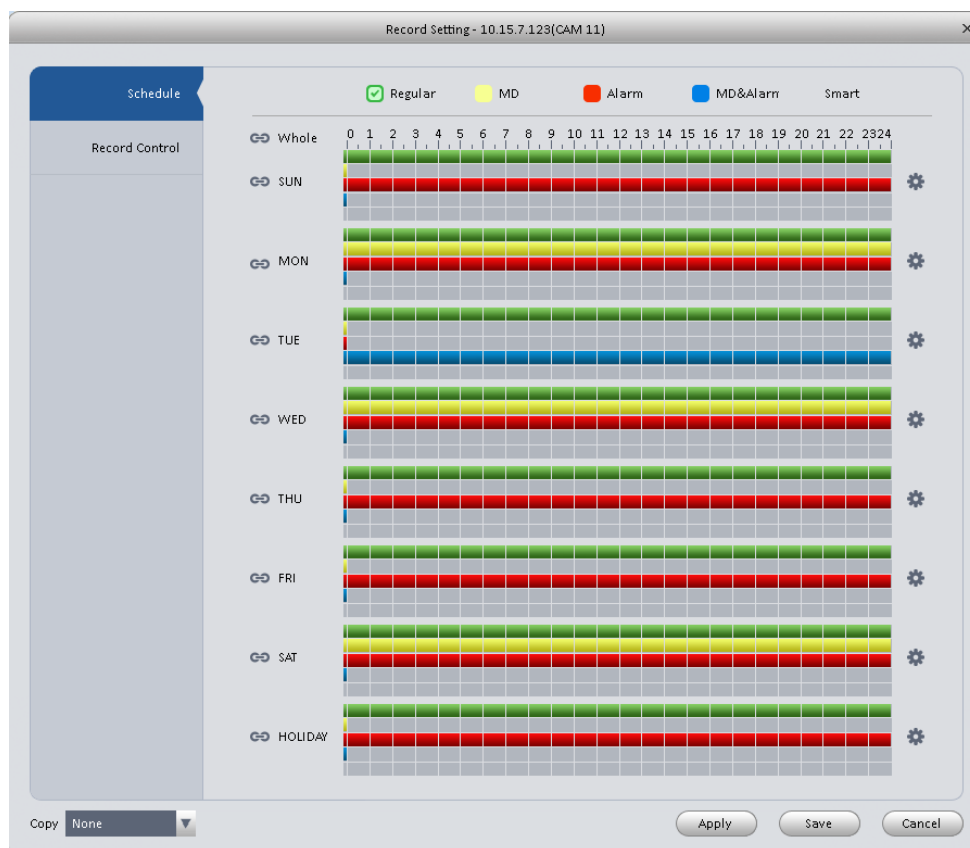 Record Setting - 10.15.7.123(CAM 11)
Schedule
Record Control
Regular MD Alarm MD&Alarm Smart
Whole 0 1 2 3 4 5 6 7 8 9 10 11 12 13 14 15 16 17 18 19 20 21 22 2324
SUN
MON
TUE
WED
THU
FRI
SAT
HOLIDAY
Copy None Apply Save Cancel